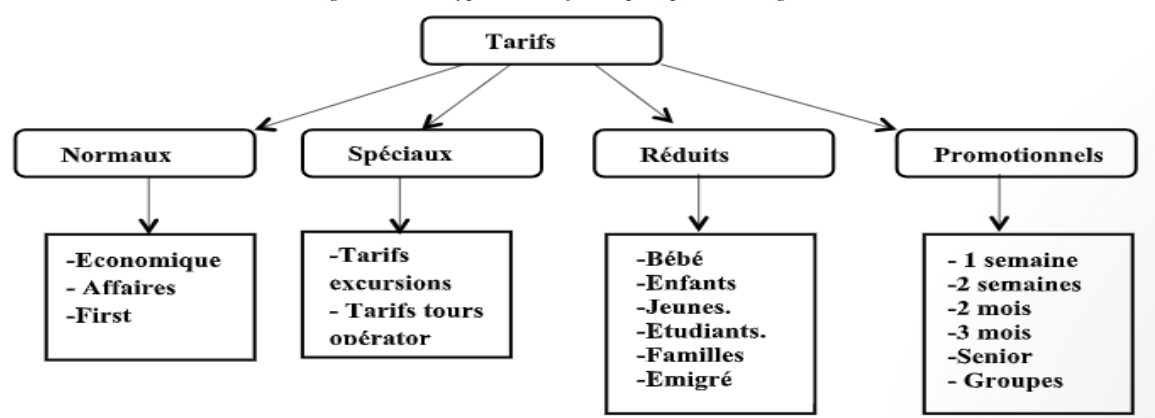 Tarifs
Normaux
Spéciaux
Réduits
Promotionnels
-Economique
- Affaires
-First
-Tarifs
excursions
- Tarifs tours
opérator
-Bébé
-Enfants
-Jeunes.
-Etudiants.
-Familles
-Emigré
- 1 semaine
-2 semaines
-2 mois
-3 mois
-Senior
- Groupes